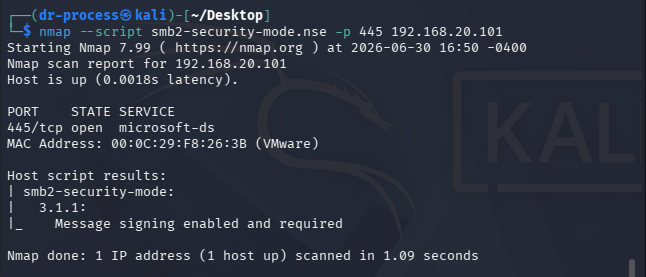 ┌──(dr-process㉿kali)-[~/Desktop]
└─$ nmap --script smb2-security-mode.nse -p 445 192.168.20.101
Starting Nmap 7.99 ( https://nmap.org ) at 2026-06-30 16:50 -0400
Nmap scan report for 192.168.20.101
Host is up (0.0018s latency).

PORT    STATE SERVICE
445/tcp open  microsoft-ds
MAC Address: 00:0C:29:F8:26:3B (VMware)

Host script results:
| smb2-security-mode:
|   3.1.1:
|_    Message signing enabled and required

Nmap done: 1 IP address (1 host up) scanned in 1.09 seconds
KAL